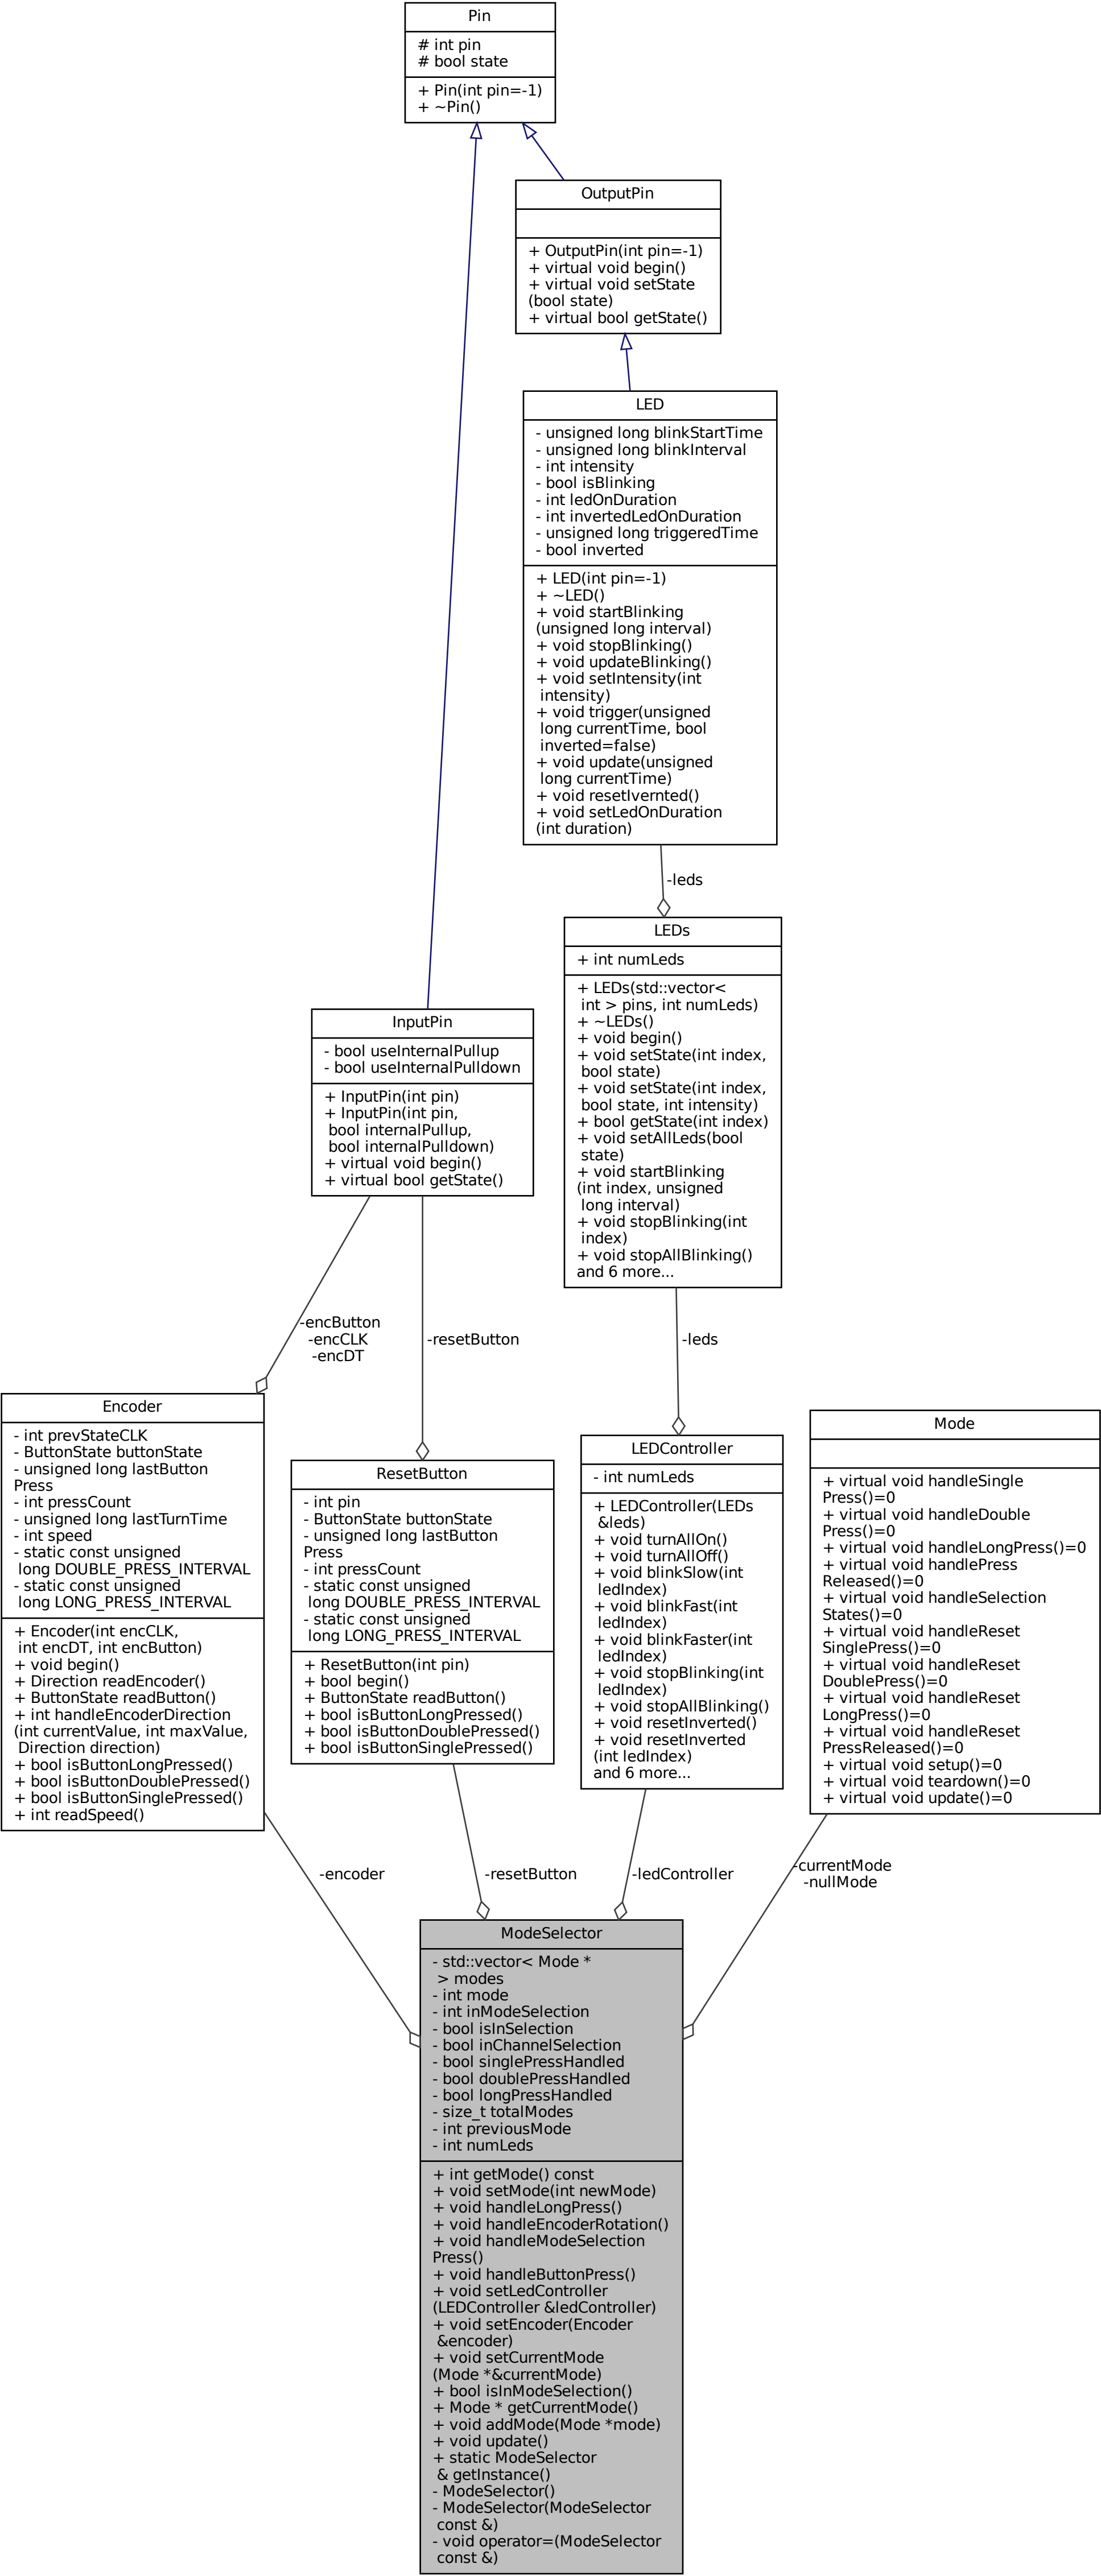 Pin
# int pin
# bool state
+ Pin(int pin=-1)
+ ~Pin()
OutputPin
+ OutputPin(int pin=-1)
+ virtual void begin()
+ virtual void setState
(bool state)
+ virtual bool getState()
LED
- unsigned long blinkStartTime
- unsigned long blinkInterval
- int intensity
- bool isBlinking
- int ledOnDuration
- int invertedLedOnDuration
- unsigned long triggeredTime
- bool inverted
+ LED(int pin=-1)
+ ~LED()
+ void startBlinking
(unsigned long interval)
+ void stopBlinking()
+ void updateBlinking()
+ void setIntensity(int
intensity)
+ void trigger(unsigned
long currentTime, bool
inverted=false)
+ void update(unsigned
long currentTime)
+ void resetIvernted()
+ void setLedOnDuration
(int duration)
-leds
LEDs
+ int numLeds
+ LEDs(std::vector<
int > pins, int numLeds)
+ ~LEDs()
+ void begin()
+ void setState(int index,
bool state)
+ void setState(int index,
bool state, int intensity)
+ bool getState(int index)
+ void setAllLeds(bool
state)
+ void startBlinking
(int index, unsigned
long interval)
+ void stopBlinking(int
index)
+ void stopAllBlinking()
and 6 more...
InputPin
- bool useInternalPullup
- bool useInternalPulldown
+ InputPin(int pin)
+ InputPin(int pin,
bool internalPullup,
bool internalPulldown)
+ virtual void begin()
+ virtual bool getState()
-encButton
-encCLK
-encDT
-resetButton
-leds
Encoder
- int prevStateCLK
- ButtonState buttonState
- unsigned long lastButton
Press
- int pressCount
- unsigned long lastTurnTime
- int speed
- static const unsigned
long DOUBLE_PRESS_INTERVAL
- static const unsigned
long LONG_PRESS_INTERVAL
+ Encoder(int encCLK,
int encDT, int encButton)
+ void begin()
+ Direction readEncoder()
+ ButtonState readButton()
+ int handleEncoderDirection
(int currentValue, int maxValue,
Direction direction)
+ bool isButtonLongPressed()
+ bool isButtonDoublePressed()
+ bool isButtonSinglePressed()
+ int readSpeed()
ResetButton
- int pin
- ButtonState buttonState
- unsigned long lastButton
Press
- int pressCount
- static const unsigned
long DOUBLE_PRESS_INTERVAL
- static const unsigned
long LONG_PRESS_INTERVAL
+ ResetButton(int pin)
+ bool begin()
+ ButtonState readButton()
+ bool isButtonLongPressed()
+ bool isButtonDoublePressed()
+ bool isButtonSinglePressed()
LEDController
- int numLeds
+ LEDController(LEDs
&leds)
+ void turnAllOn()
+ void turnAllOff()
+ void blinkSlow(int
ledIndex)
+ void blinkFast(int
ledIndex)
+ void blinkFaster(int
ledIndex)
+ void stopBlinking(int
ledIndex)
+ void stopAllBlinking()
+ void resetInverted()
+ void resetInverted
(int ledIndex)
and 6 more...
Mode
+ virtual void handleSingle
Press()=0
+ virtual void handleDouble
Press()=0
+ virtual void handleLongPress()=0
+ virtual void handlePress
Released()=0
+ virtual void handleSelection
States()=0
+ virtual void handleReset
SinglePress()=0
+ virtual void handleReset
DoublePress()=0
+ virtual void handleReset
LongPress()=0
+ virtual void handleReset
PressReleased()=0
+ virtual void setup()=0
+ virtual void teardown()=0
+ virtual void update()=0
-encoder
-resetButton
-ledController
-currentMode
-nullMode
ModeSelector
- std::vector< Mode *
> modes
- int mode
- int inModeSelection
- bool isInSelection
- bool inChannelSelection
- bool singlePressHandled
- bool doublePressHandled
- bool longPressHandled
- size_t totalModes
- int previousMode
- int numLeds
+ int getMode() const
+ void setMode(int newMode)
+ void handleLongPress()
+ void handleEncoderRotation()
+ void handleModeSelection
Press()
+ void handleButtonPress()
+ void setLedController
(LEDController &ledController)
+ void setEncoder(Encoder
&encoder)
+ void setCurrentMode
(Mode *&currentMode)
+ bool isInModeSelection()
+ Mode * getCurrentMode()
+ void addMode(Mode *mode)
+ void update()
+ static ModeSelector
& getInstance()
- ModeSelector()
- ModeSelector(ModeSelector
const &)
- void operator=(ModeSelector
const &)